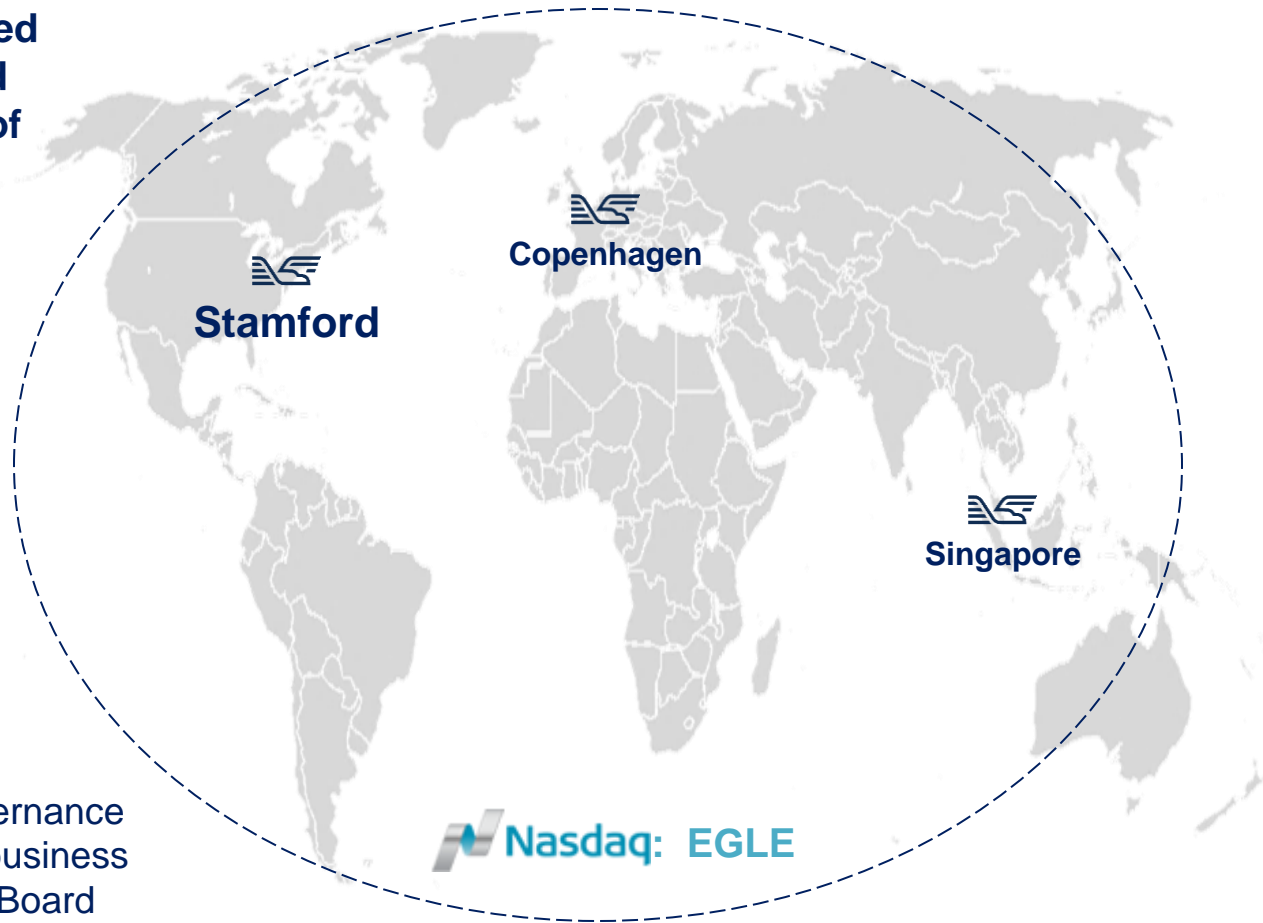 ed
d
of
Copenhagen
Stamford
Singapore
ernance
business
Board
Nasdaq: EGLE